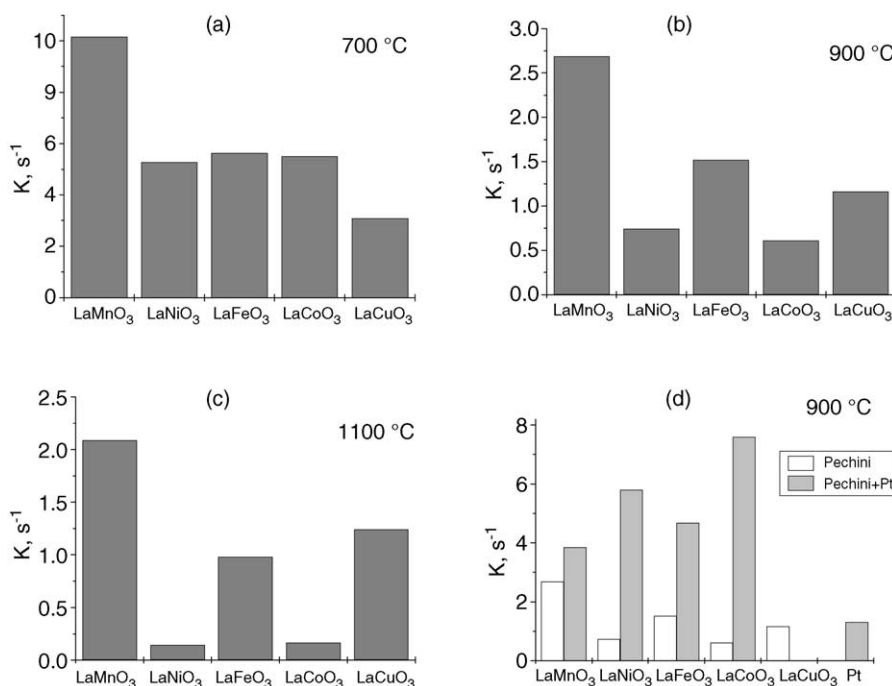 (a)
700 °C
10
8
6
4
2
0
K, s-1
LaMnO3 LaNiO3 LaFeO3 LaCoO3 LaCuO3
(b)
900 °C
3.0
2.5
2.0
1.5
1.0
0.5
0.0
K, s-1
LaMnO3 LaNiO3 LaFeO3 LaCoO3 LaCuO3
(c)
1100 °C
2.5
2.0
1.5
1.0
0.5
0.0
K, s-1
LaMnO3 LaNiO3 LaFeO3 LaCoO3 LaCuO3
(d)
900 °C
8
6
4
2
0
K, s-1
Pechini
Pechini+Pt
LaMnO3 LaNiO3 LaFeO3 LaCoO3 LaCuO3 Pt